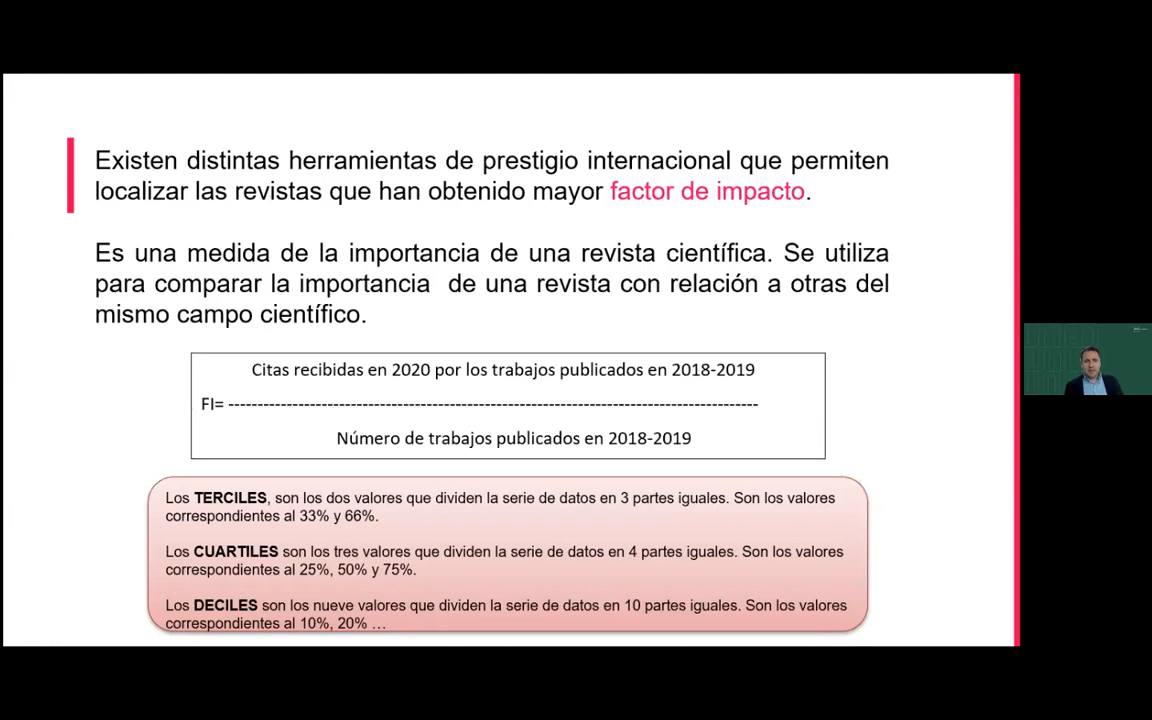 Existen distintas herramientas de prestigio internacional que permiten
localizar las revistas que han obtenido mayor factor de impacto.
Es una medida de la importancia de una revista científica. Se utiliza
para comparar la importancia de una revista con relación a otras del
mismo campo científico.
Citas recibidas en 2020 por los trabajos publicados en 2018-2019
FI= ------------------------------------------------------------------------------------------
Número de trabajos publicados en 2018-2019
Los TERCILES, son los dos valores que dividen la serie de datos en 3 partes iguales. Son los valores
correspondientes al 33% y 66%.
Los CUARTILES son los tres valores que dividen la serie de datos en 4 partes iguales. Son los valores
correspondientes al 25%, 50% y 75%.
Los DECILES son los nueve valores que dividen la serie de datos en 10 partes iguales. Son los valores
correspondientes al 10%, 20% …